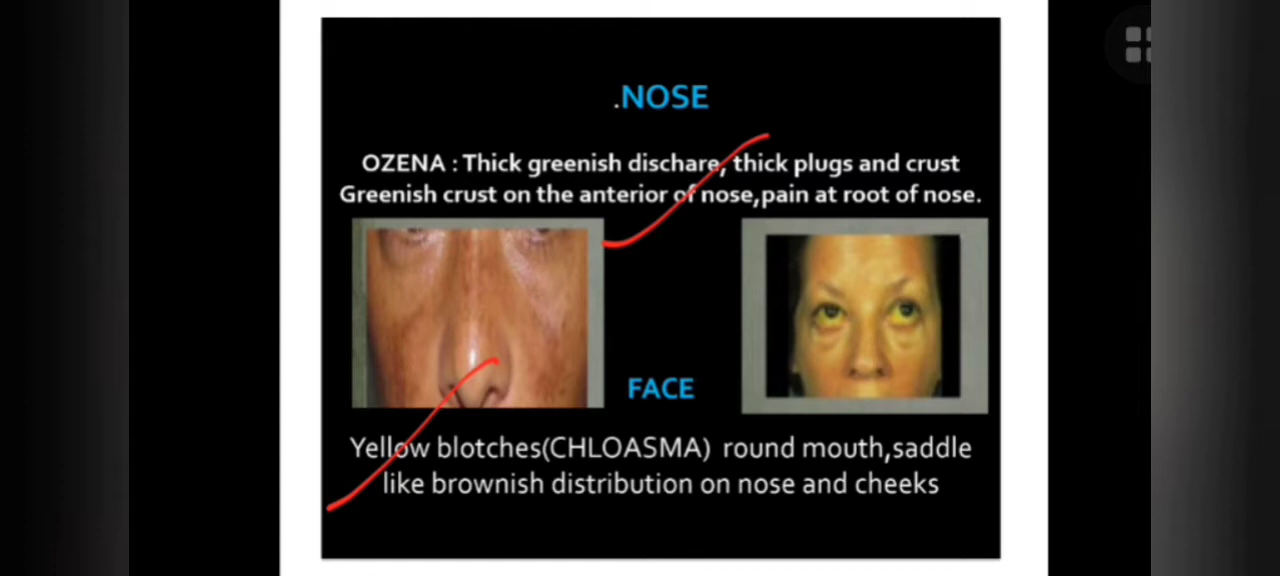 .NOSE
OZENA : Thick greenish dischare, thick plugs and crust
Greenish crust on the anterior of nose,pain at root of nose.
FACE
Yellow blotches(CHLOASMA) round mouth,saddle
like brownish distribution on nose and cheeks